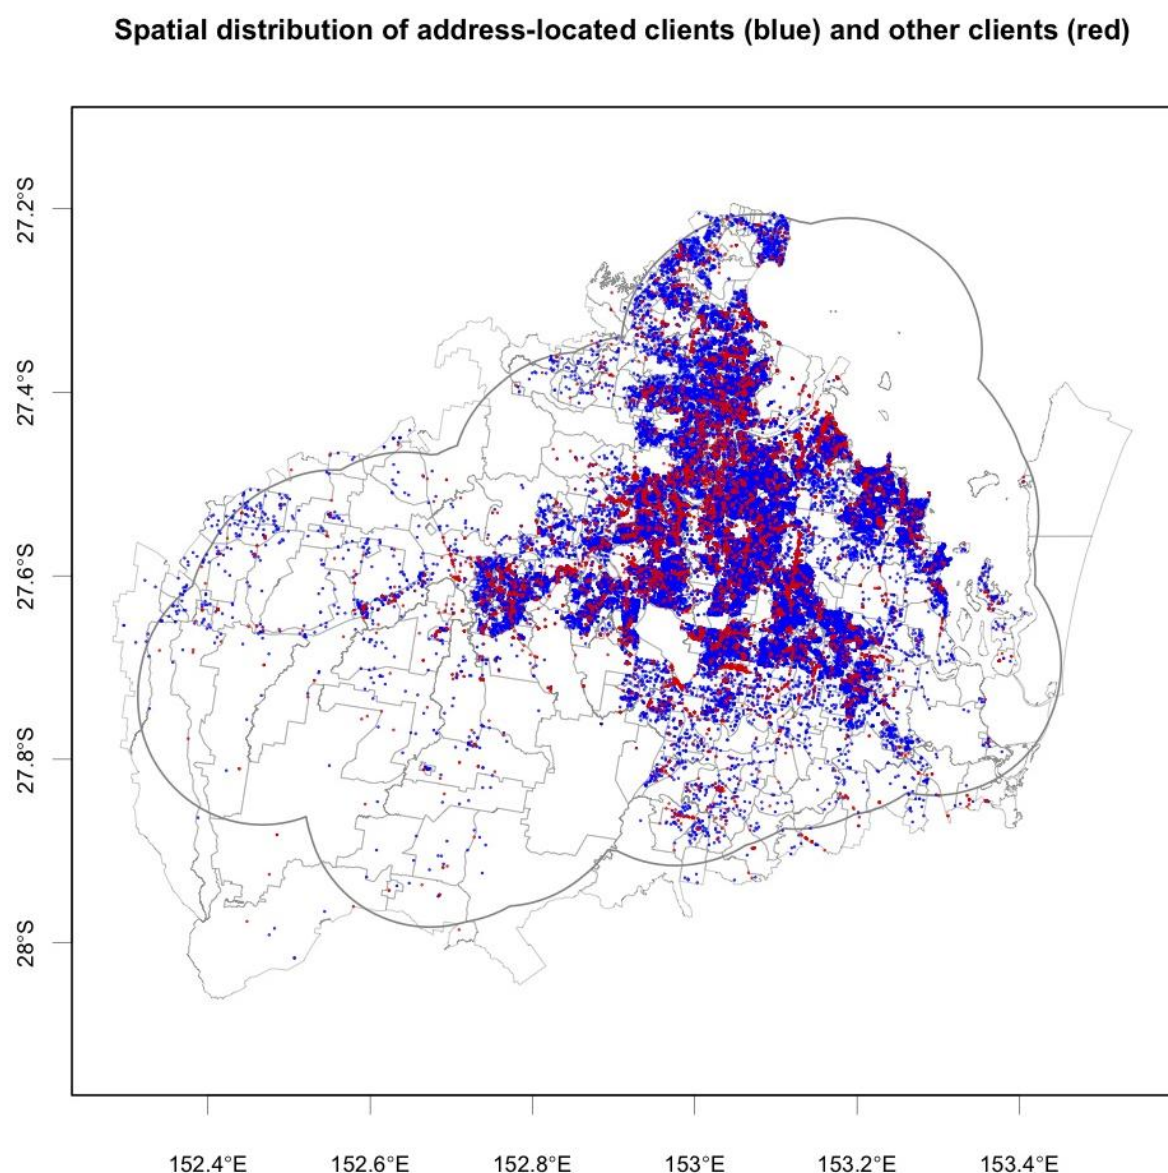 Spatial distribution of address-located clients (blue) and other clients (red)
27.2°S
27.4°S
27.6°S
27.8°S
28°S
152.4°E 152.6°E 152.8°E 153°E 153.2°E 153.4°E